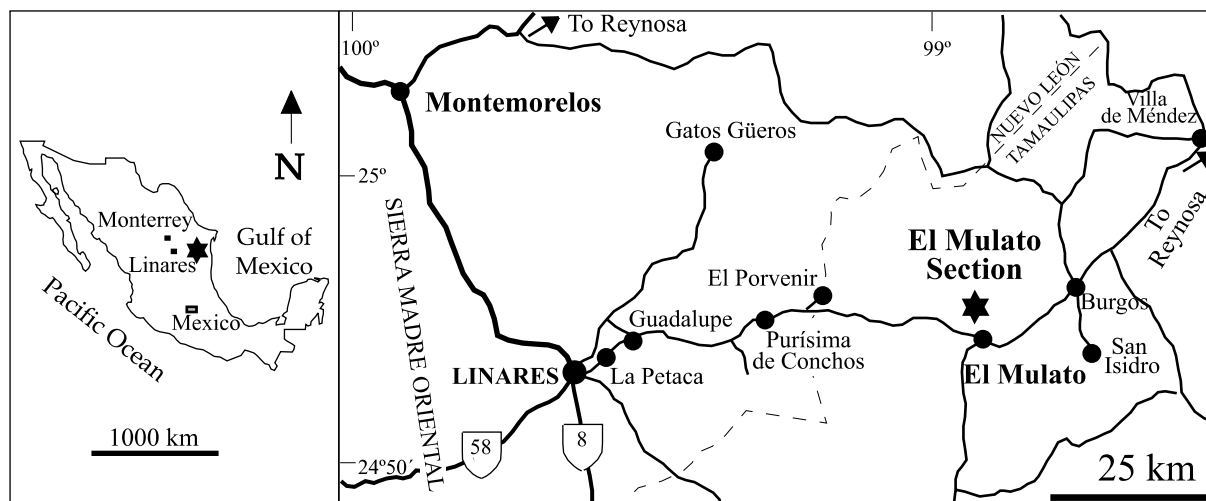 N
Monterrey
Linares
Gulf of
Mexico
Mexico
Pacific Ocean
1000 km
100º
To Reynosa
99º
Montemorelos
NUEVO LEÓN
TAMAULIPAS
Villa
de Méndez
Gatos Güeros
25º
To
Reynosa
SIERRA MADRE ORIENTAL
El Mulato
Section
El Porvenir
Burgos
Guadalupe
Purísima
de Conchos
San
Isidro
LINARES
La Petaca
El Mulato
58
8
24º50´
25 km